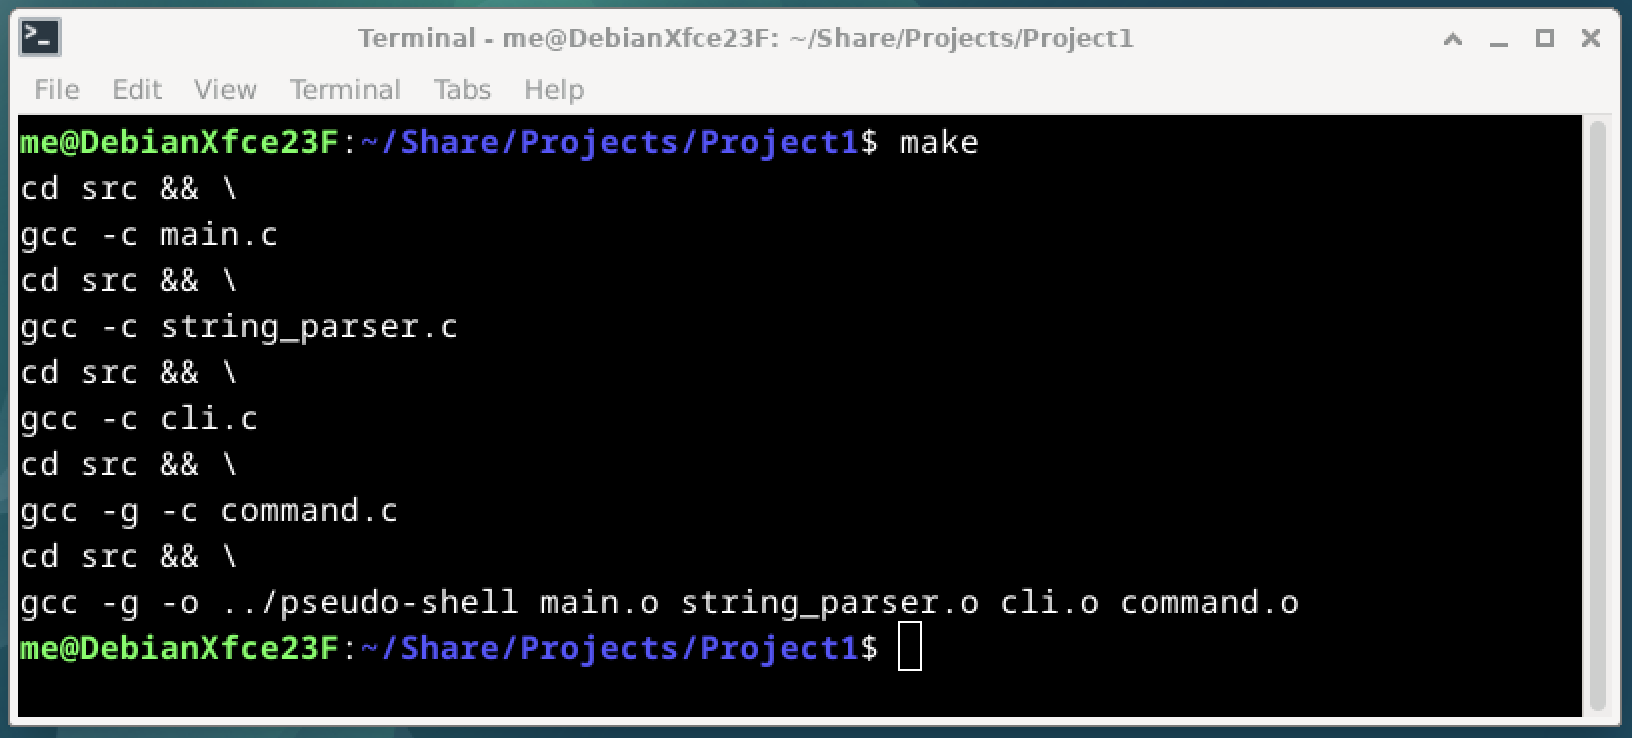 Terminal - me@DebianXfce23F: ~/Share/Projects/Project1
File Edit View Terminal Tabs Help
me@DebianXfce23F:~/Share/Projects/Project1$ make
cd src && \
gcc -c main.c
cd src && \
gcc -c string_parser.c
cd src && \
gcc -c cli.c
cd src && \
gcc -g -c command.c
cd src && \
gcc -g -o ../pseudo-shell main.o string_parser.o cli.o command.o
me@DebianXfce23F:~/Share/Projects/Project1$